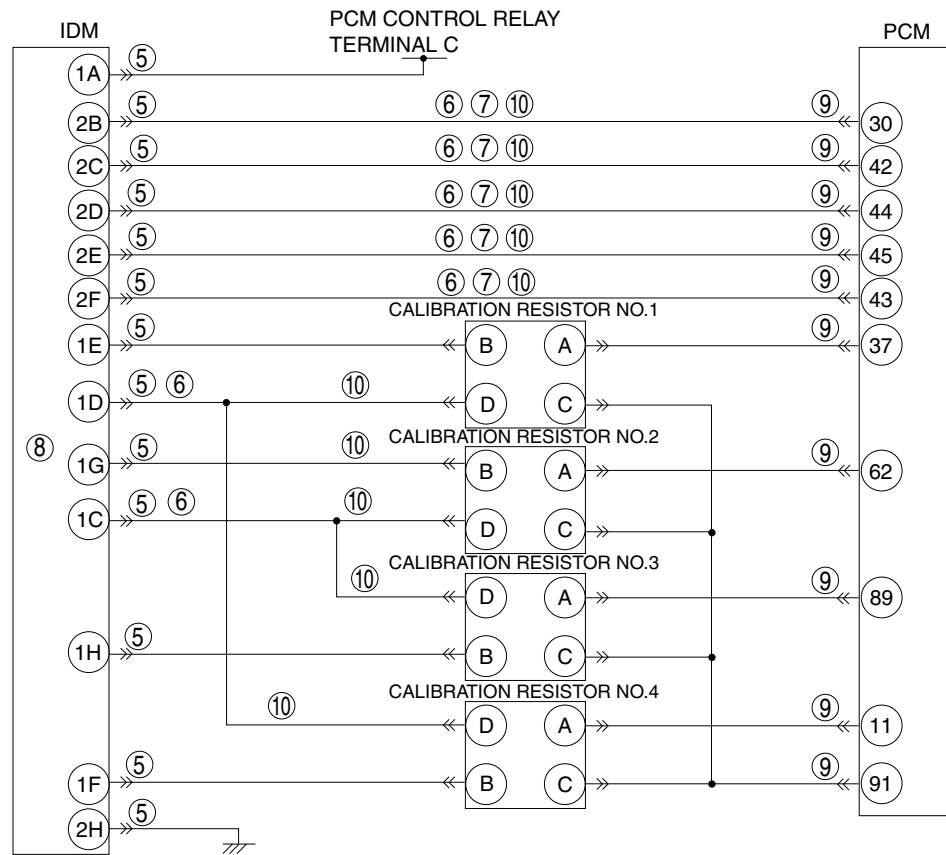 PCM CONTROL RELAY
TERMINAL C
IDM
PCM
1A ⑤
2B ⑤ ⑥ ⑦ ⑩ ⑨ 30
2C ⑤ ⑥ ⑦ ⑩ ⑨ 42
2D ⑤ ⑥ ⑦ ⑩ ⑨ 44
2E ⑤ ⑥ ⑦ ⑩ ⑨ 45
2F ⑤ ⑥ ⑦ ⑩ ⑨ 43
CALIBRATION RESISTOR NO.1
1E ⑤ B A ⑨ 37
1D ⑤ ⑥ ⑩ D C
CALIBRATION RESISTOR NO.2
⑧ 1G ⑤ ⑩ B A ⑨ 62
1C ⑤ ⑥ ⑩ D C
CALIBRATION RESISTOR NO.3
⑩ D A ⑨ 89
1H ⑤ B C
CALIBRATION RESISTOR NO.4
⑩ D A ⑨ 11
1F ⑤ B C ⑨ 91
2H ⑤